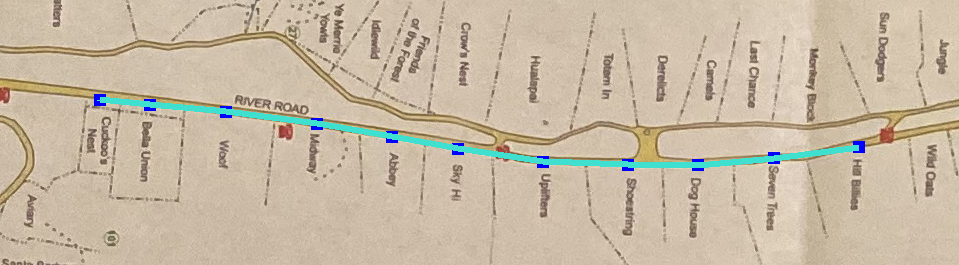 Ye Merrie
Yowls
Idlewild
Friends
of the Forest
Crow's Nest
Hualapai
Totem In
Derelicts
Camels
Last Chance
Monkey Block
Sun Dodgers
Jungle
27
RIVER ROAD
Cuckoo's
Nest
Bella Union
Woof
Midway
Abbey
Sky Hi
Uplifters
Shoestring
Dog House
Seven Trees
Hill Billies
Wild Oats
Aviary
101